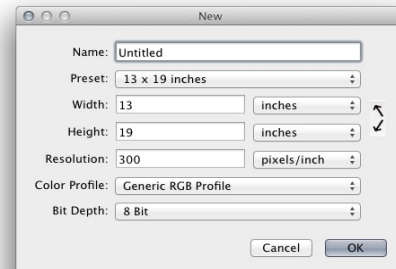 New
Name: Untitled
Preset: 13 x 19 inches
Width: 13 inches
Height: 19 inches
Resolution: 300 pixels/inch
Color Profile: Generic RGB Profile
Bit Depth: 8 Bit
Cancel OK